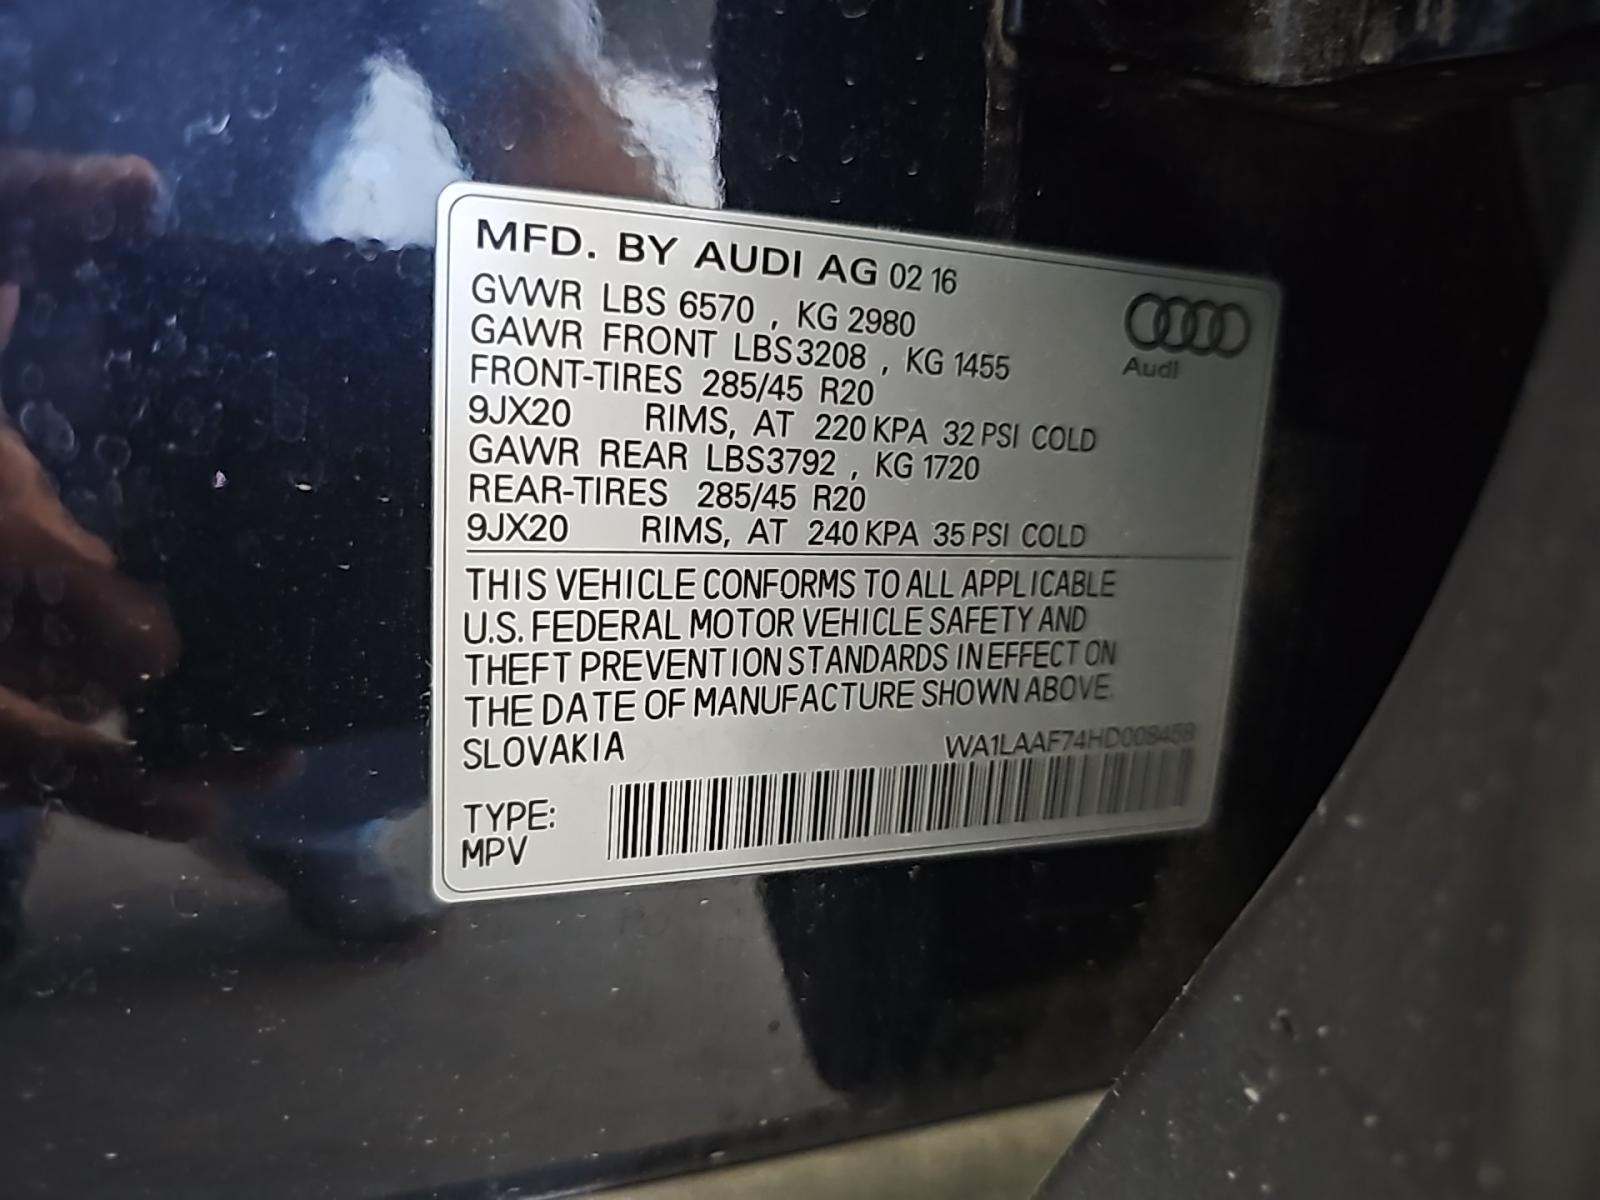 MFD. BY AUDI AG 02 16
GVWR LBS 6570 , KG 2980
GAWR FRONT LBS3208 , KG 1455
FRONT-TIRES 285/45 R20
9JX20 RIMS, AT 220 KPA 32 PSI COLD
GAWR REAR LBS3792 , KG 1720
REAR-TIRES 285/45 R20
9JX20 RIMS, AT 240 KPA 35 PSI COLD
Audi
THIS VEHICLE CONFORMS TO ALL APPLICABLE
U.S. FEDERAL MOTOR VEHICLE SAFETY AND
THEFT PREVENTION STANDARDS IN EFFECT ON
THE DATE OF MANUFACTURE SHOWN ABOVE.
SLOVAKIA WA1LAAF74HD008458
TYPE:
MPV